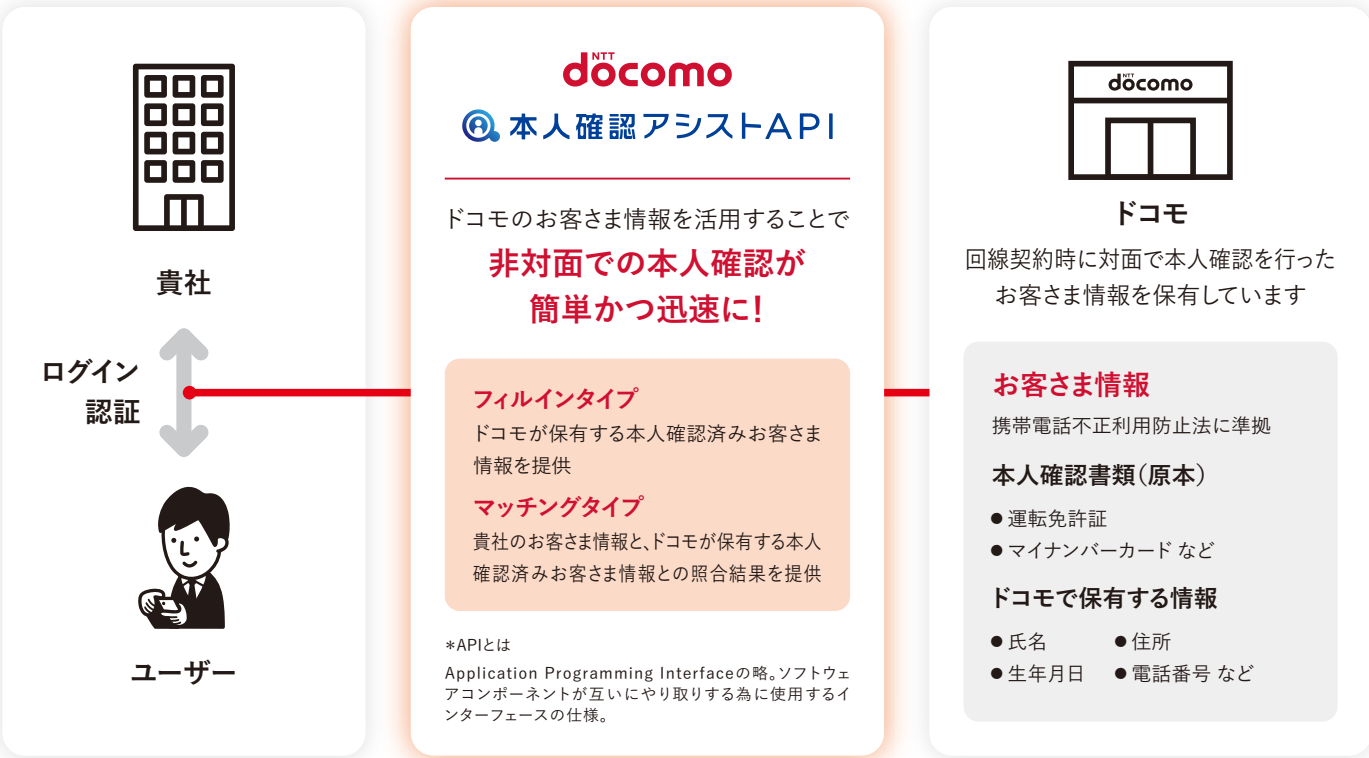 貴社
ログイン
認証
ユーザー
NTT
docomo
本人確認アシストAPI
ドコモのお客さま情報を活用することで
非対面での本人確認が
簡単かつ迅速に!
フィルインタイプ
ドコモが保有する本人確認済みお客さま
情報を提供
マッチングタイプ
貴社のお客さま情報と、ドコモが保有する本人
確認済みお客さま情報との照合結果を提供
*APIとは
Application Programming Interfaceの略。ソフトウェ
アコンポーネントが互いにやり取りする為に使用するイ
ンターフェースの仕様。
NTT
docomo
ドコモ
回線契約時に対面で本人確認を行った
お客さま情報を保有しています
お客さま情報
携帯電話不正利用防止法に準拠
本人確認書類(原本)
●運転免許証
●マイナンバーカード など
ドコモで保有する情報
●氏名 ●住所
●生年月日 ●電話番号 など